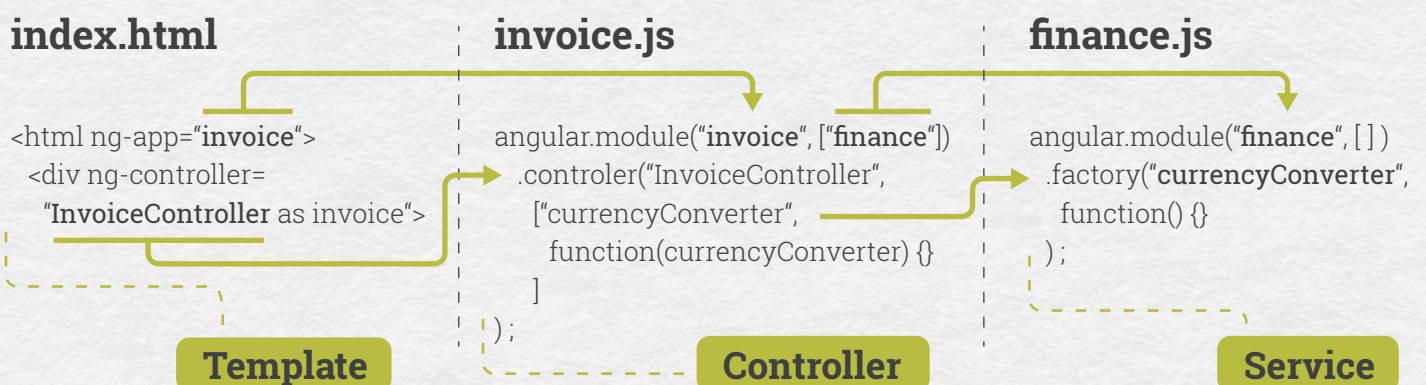 index.html
<html ng-app=“invoice“>
<div ng-controller=
“InvoiceController as invoice“>
Template
invoice.js
angular.module(“invoice“, [“finance“])
.controler(“InvoiceController“,
[“currencyConverter“,
function(currencyConverter) {}
]
) ;
Controller
finance.js
angular.module(“finance“, [ ] )
.factory(“currencyConverter“,
function() {}
) ;
Service